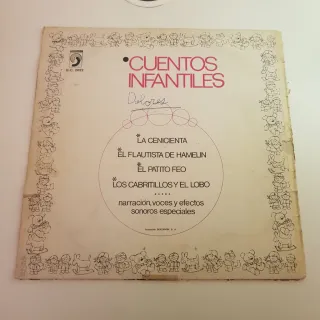 CUENTOS
INFANTILES
Dolores
LA CENICIENTA
EL FLAUTISTA DE HAMELIN
EL PATITO FEO
LOS CABRITILLOS Y EL LOBO
narración, voces y efectos
sonoros especiales